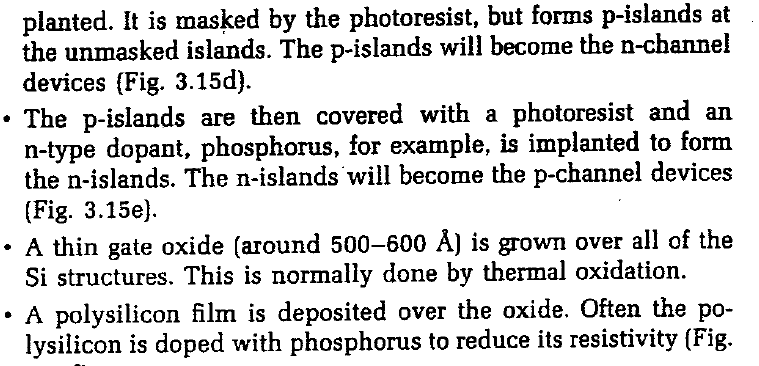 planted. It is masked by the photoresist, but forms p-islands at
the unmasked islands. The p-islands will become the n-channel
devices (Fig. 3.15d).
• The p-islands are then covered with a photoresist and an
n-type dopant, phosphorus, for example, is implanted to form
the n-islands. The n-islands will become the p-channel devices
(Fig. 3.15e).
• A thin gate oxide (around 500–600 Å) is grown over all of the
Si structures. This is normally done by thermal oxidation.
• A polysilicon film is deposited over the oxide. Often the po-
lysilicon is doped with phosphorus to reduce its resistivity (Fig.